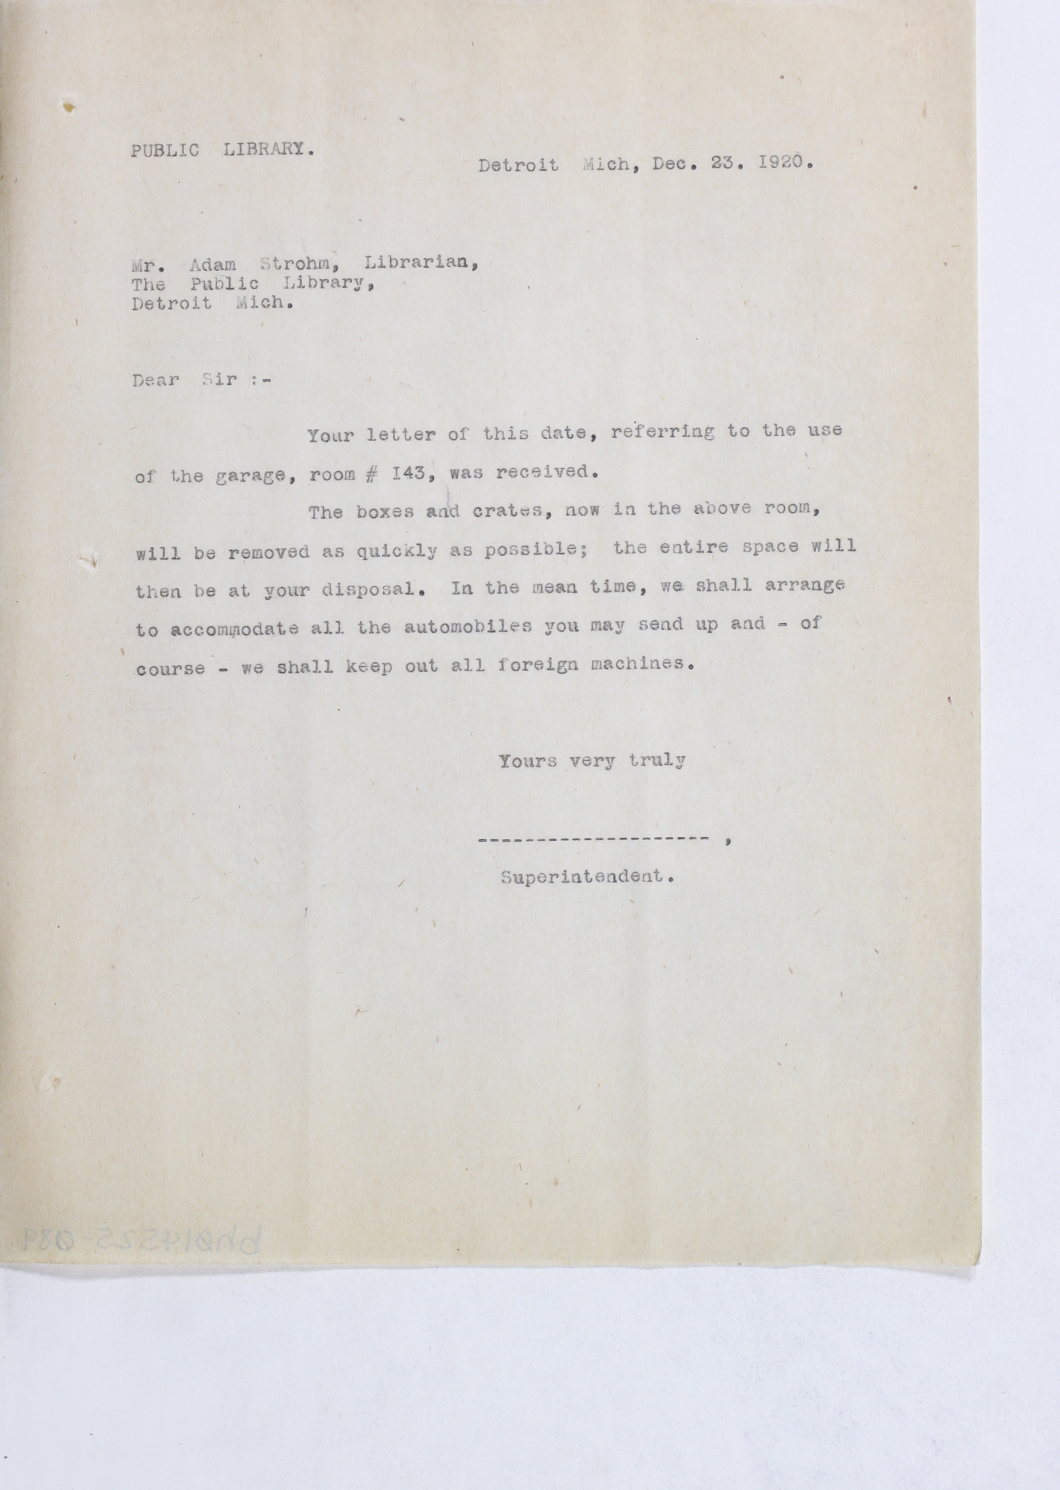 PUBLIC LIBRARY.
Detroit Mich, Dec. 23. I920.
Mr. Adam Strohm, Librarian,
The Public Library,
Detroit Mich.
Dear Sir :-
Your letter of this date, referring to the use
of the garage, room # I43, was received.
The boxes and crates, now in the above room,
will be removed as quickly as possible; the entire space will
then be at your disposal. In the mean time, we shall arrange
to accommodate all the automobiles you may send up and - of
course - we shall keep out all foreign machines.
Yours very truly
-------------------- ,
Superintendent.
bh014525-089